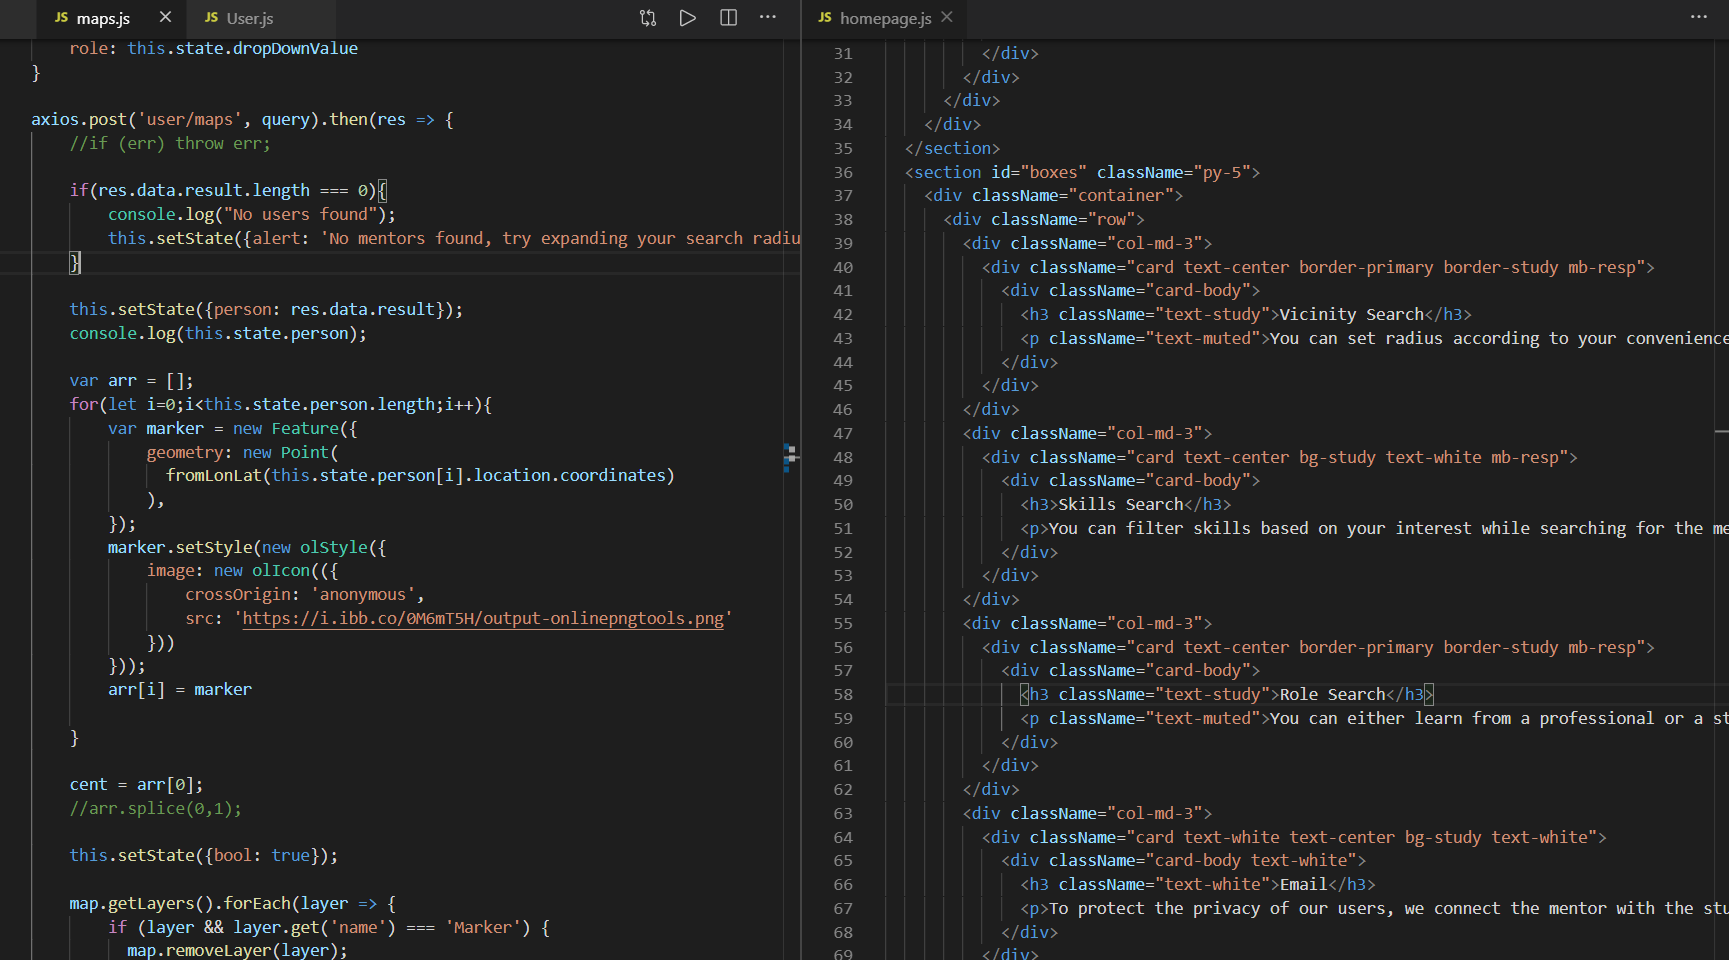 JS maps.js
JS User.js
role: this.state.dropDownValue
}
axios.post('user/maps', query).then(res => {
//if (err) throw err;
if(res.data.result.length === 0){
console.log("No users found");
this.setState({alert: 'No mentors found, try expanding your search radiu
}
this.setState({person: res.data.result});
console.log(this.state.person);
var arr = [];
for(let i=0;i<this.state.person.length;i++){
var marker = new Feature({
geometry: new Point(
fromLonLat(this.state.person[i].location.coordinates)
),
});
marker.setStyle(new olStyle({
image: new olIcon(({
crossOrigin: 'anonymous',
src: 'https://i.ibb.co/0M6mT5H/output-onlinepngtools.png'
}))
}));
arr[i] = marker
}
cent = arr[0];
//arr.splice(0,1);
this.setState({bool: true});
map.getLayers().forEach(layer => {
if (layer && layer.get('name') === 'Marker') {
map.removeLayer(layer);
JS homepage.js
31 </div>
32 </div>
33 </div>
34 </div>
35 </section>
36 <section id="boxes" className="py-5">
37 <div className="container">
38 <div className="row">
39 <div className="col-md-3">
40 <div className="card text-center border-primary border-study mb-resp">
41 <div className="card-body">
42 <h3 className="text-study">Vicinity Search</h3>
43 <p className="text-muted">You can set radius according to your convenience
44 </div>
45 </div>
46 </div>
47 <div className="col-md-3">
48 <div className="card text-center bg-study text-white mb-resp">
49 <div className="card-body">
50 <h3>Skills Search</h3>
51 <p>You can filter skills based on your interest while searching for the me
52 </div>
53 </div>
54 </div>
55 <div className="col-md-3">
56 <div className="card text-center border-primary border-study mb-resp">
57 <div className="card-body">
58 <h3 className="text-study">Role Search</h3>
59 <p className="text-muted">You can either learn from a professional or a st
60 </div>
61 </div>
62 </div>
63 <div className="col-md-3">
64 <div className="card text-white text-center bg-study text-white">
65 <div className="card-body text-white">
66 <h3 className="text-white">Email</h3>
67 <p>To protect the privacy of our users, we connect the mentor with the stu
68 </div>
69 </div>